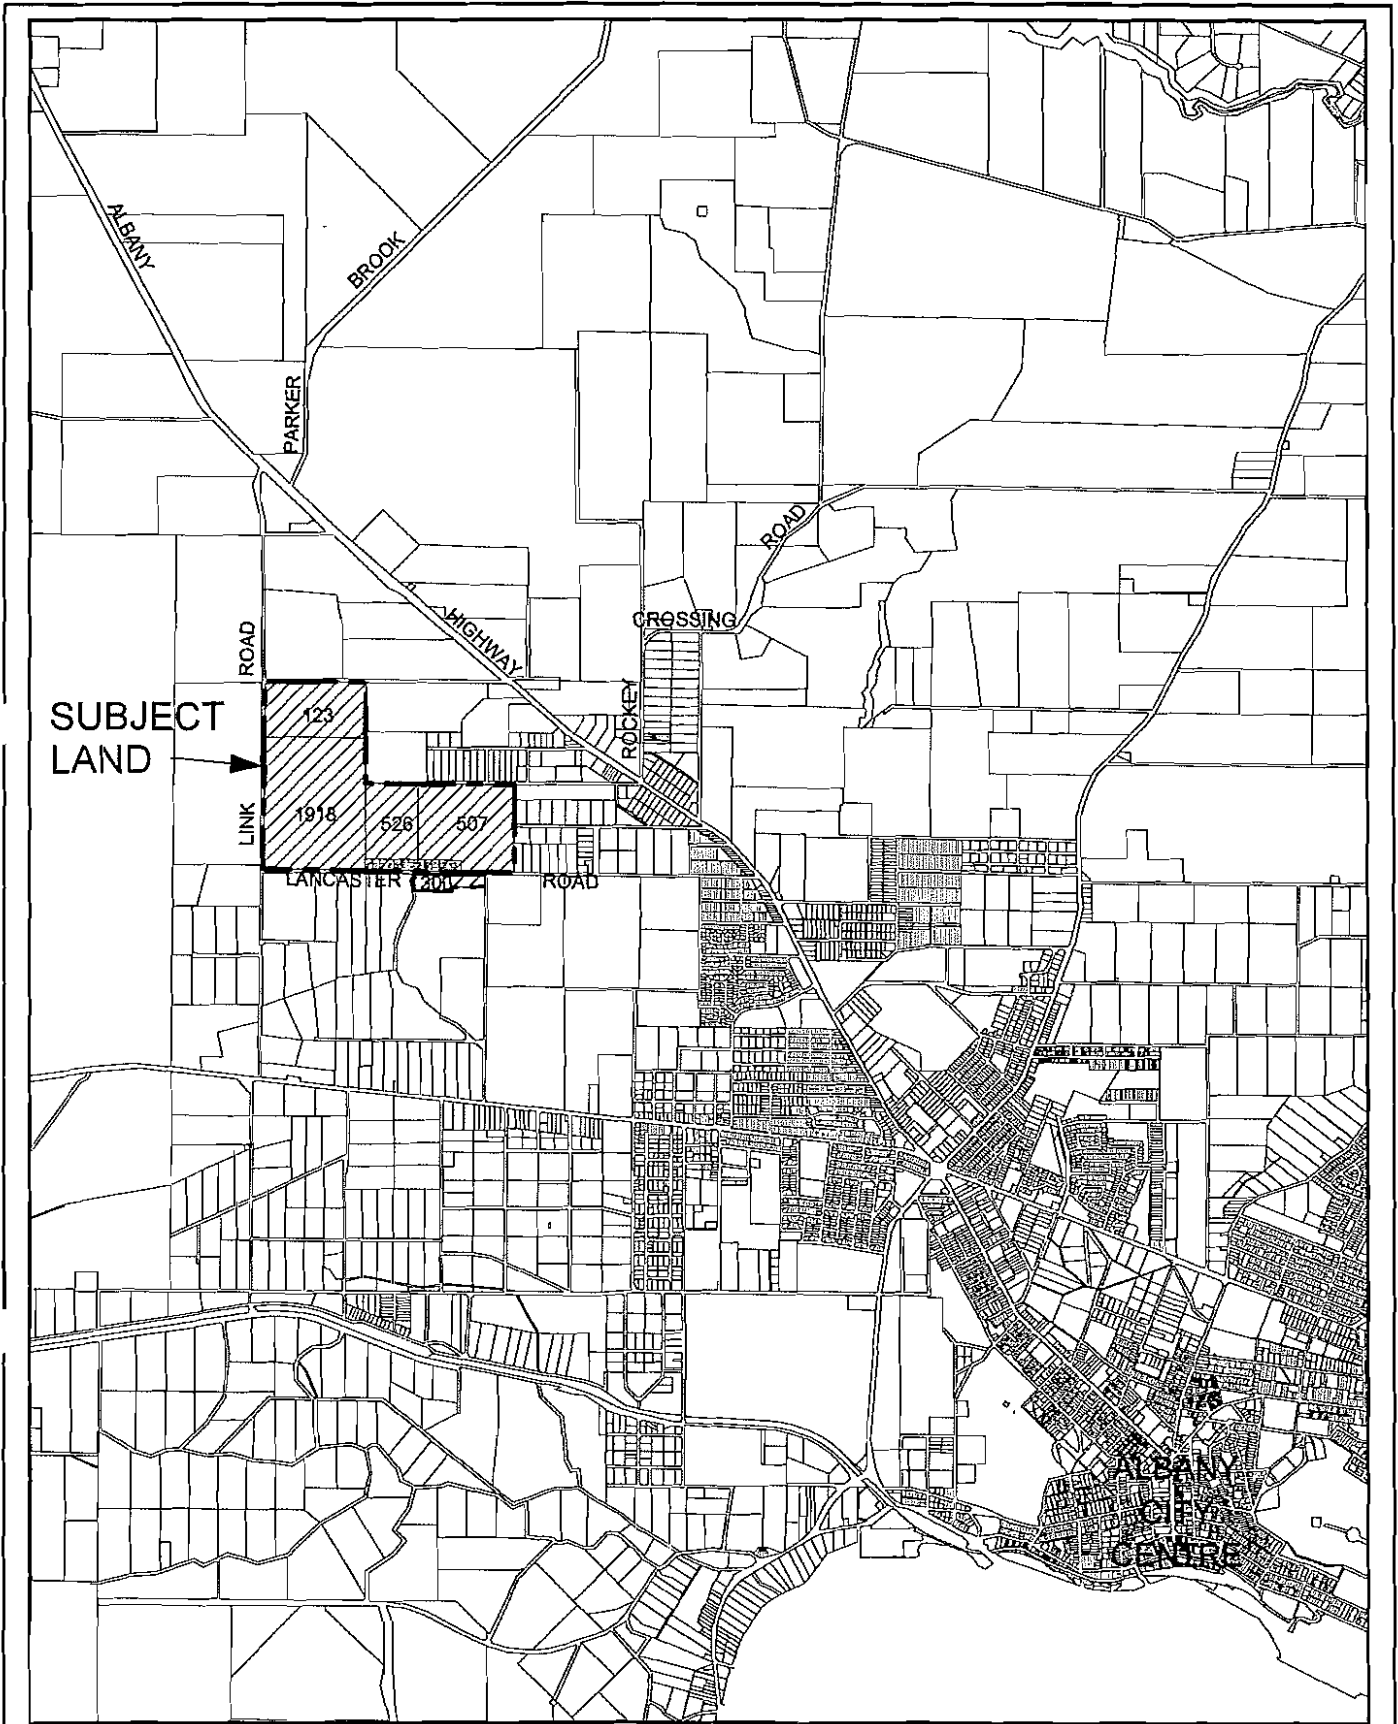 ALBANY
BROOK
PARKER
ROAD
HIGHWAY
CROSSING
ROAD
ROCKEY
SUBJECT
LAND
123
1918
526
507
LINK
LANCASTER
ROAD
ALBANY
CITY
CENTRE